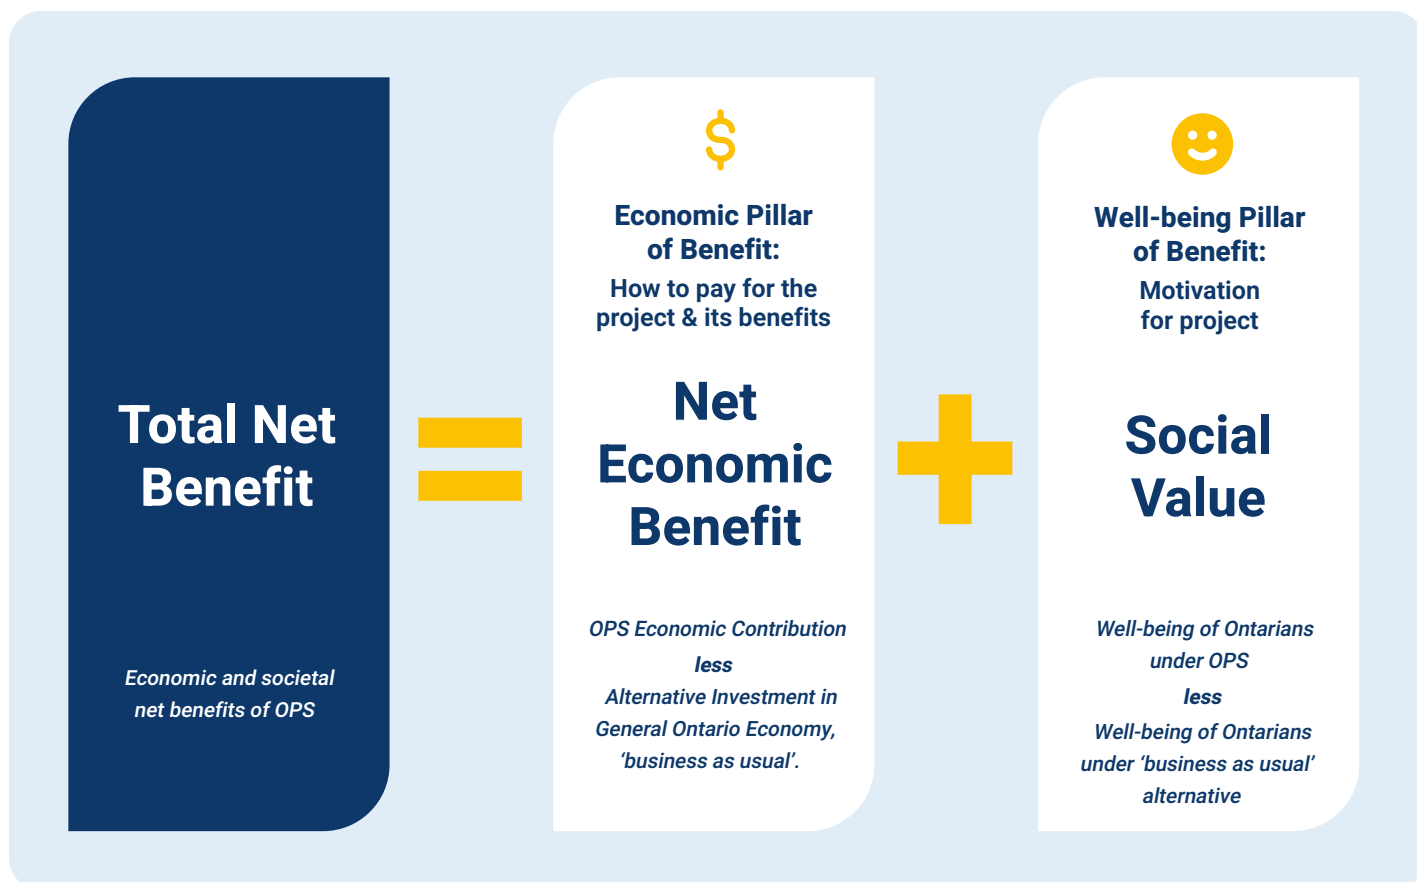 Total Net
Benefit
Economic and societal
net benefits of OPS
=
$
Economic Pillar
of Benefit:
How to pay for the
project & its benefits
Net
Economic
Benefit
OPS Economic Contribution
less
Alternative Investment in
General Ontario Economy,
‘business as usual’.
+
Well-being Pillar
of Benefit:
Motivation
for project
Social
Value
Well-being of Ontarians
under OPS
less
Well-being of Ontarians
under ‘business as usual’
alternative